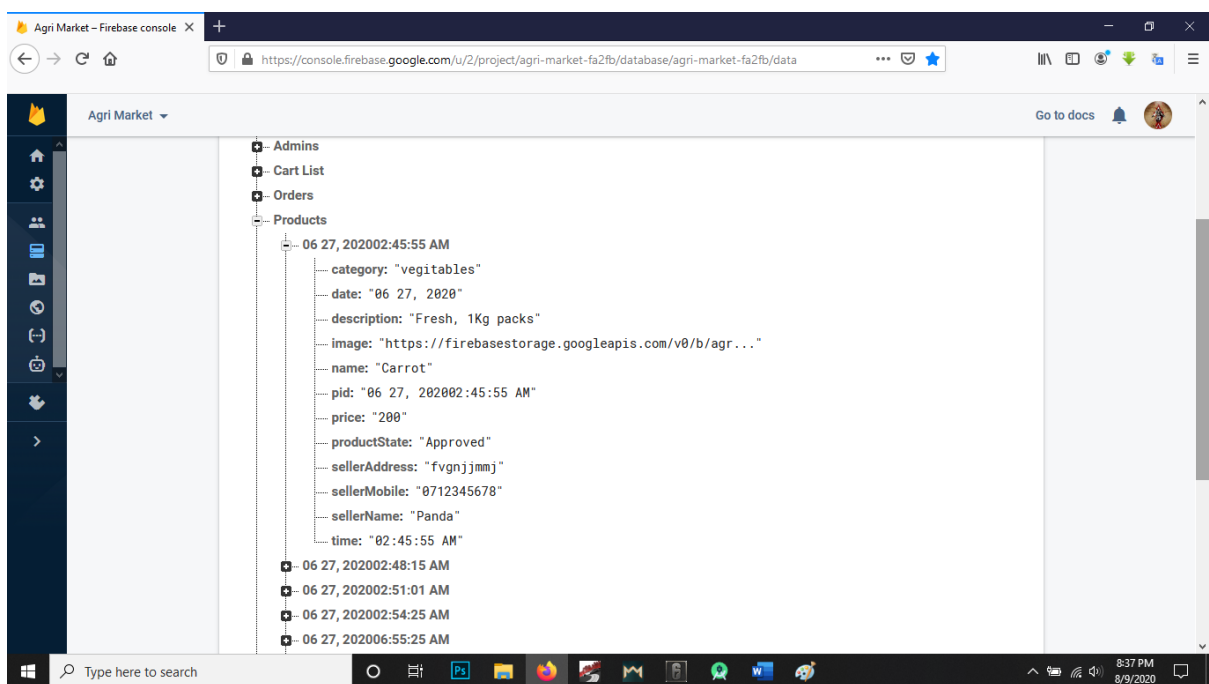 Agri Market – Firebase console
https://console.firebase.google.com/u/2/project/agri-market-fa2fb/database/agri-market-fa2fb/data
Agri Market
Go to docs
Admins
Cart List
Orders
Products
06 27, 202002:45:55 AM
category: "vegitables"
date: "06 27, 2020"
description: "Fresh, 1Kg packs"
image: "https://firebasestorage.googleapis.com/v0/b/agr..."
name: "Carrot"
pid: "06 27, 202002:45:55 AM"
price: "200"
productState: "Approved"
sellerAddress: "fvgnjjmmj"
sellerMobile: "0712345678"
sellerName: "Panda"
time: "02:45:55 AM"
06 27, 202002:48:15 AM
06 27, 202002:51:01 AM
06 27, 202002:54:25 AM
06 27, 202006:55:25 AM
Type here to search
Ps
W
8:37 PM
8/9/2020